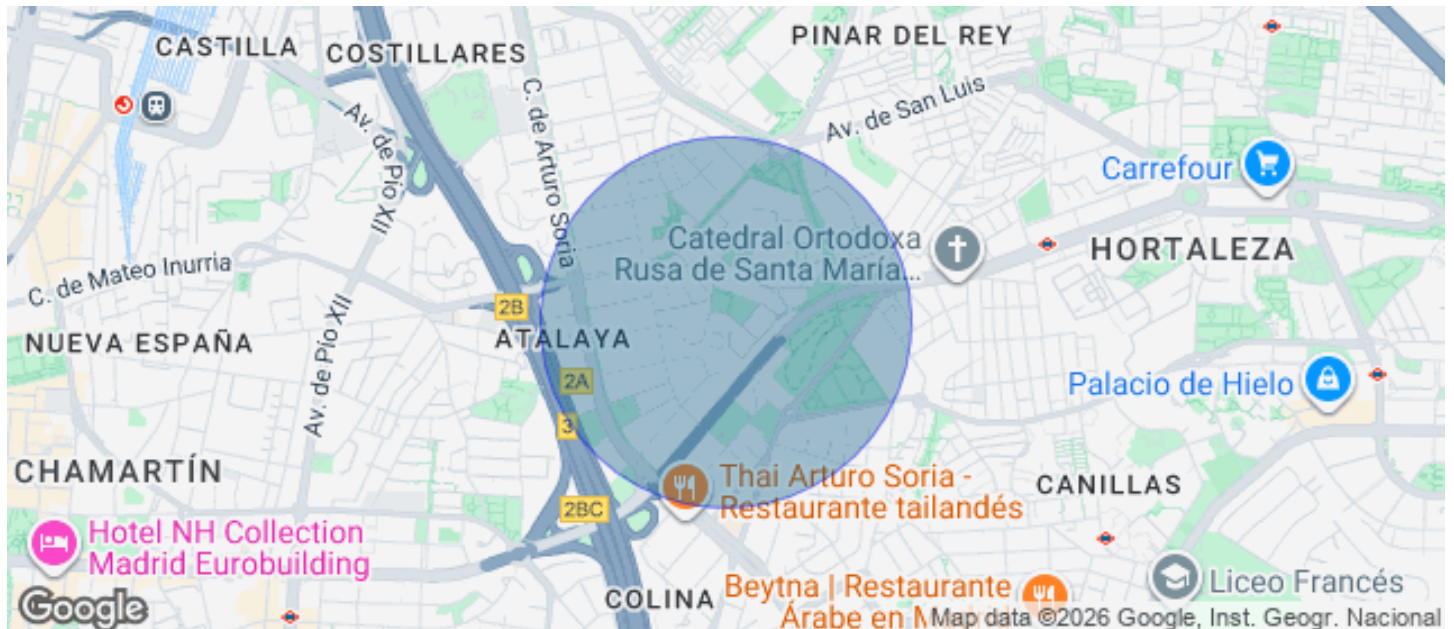 CASTILLA
COSTILLARES
PINAR DEL REY
Av. de Pío XII
C. de Arturo Soria
Av. de San Luis
Carrefour
Catedral Ortodoxa
Rusa de Santa María...
HORTALEZA
C. de Mateo Inurria
2B
NUEVA ESPAÑA
ATALAYA
Av. de Pío XII
2A
Palacio de Hielo
3
CHAMARTÍN
Thai Arturo Soria -
Restaurante tailandés
CANILLAS
2BC
Hotel NH Collection
Madrid Eurobuilding
Liceo Francés
COLINA
Beytna | Restaurante
Árabe en M
Google
Map data ©2026 Google, Inst. Geogr. Nacional